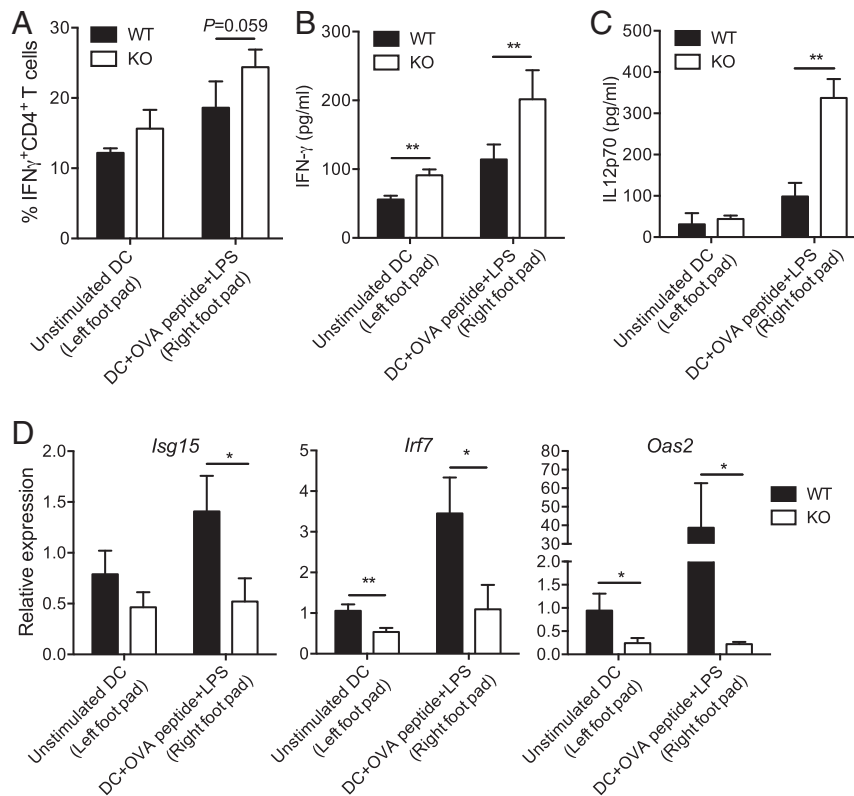 A
% IFNγ+CD4+ T cells
30
20
10
0
WT
KO
P=0.059
Unstimulated DC
(Left foot pad)
DC+OVA peptide+LPS
(Right foot pad)
B
IFN-γ (pg/ml)
300
200
100
0
WT
KO
**
**
Unstimulated DC
(Left foot pad)
DC+OVA peptide+LPS
(Right foot pad)
C
IL12p70 (pg/ml)
500
400
300
200
100
0
WT
KO
**
Unstimulated DC
(Left foot pad)
DC+OVA peptide+LPS
(Right foot pad)
D
Relative expression
Isg15
2.0
1.5
1.0
0.5
0.0
*
Unstimulated DC
(Left foot pad)
DC+OVA peptide+LPS
(Right foot pad)
Irf7
5
4
3
2
1
0
**
*
Unstimulated DC
(Left foot pad)
DC+OVA peptide+LPS
(Right foot pad)
Oas2
80
70
60
50
40
30
2.0
1.5
1.0
0.5
0.0
*
*
Unstimulated DC
(Left foot pad)
DC+OVA peptide+LPS
(Right foot pad)
WT
KO